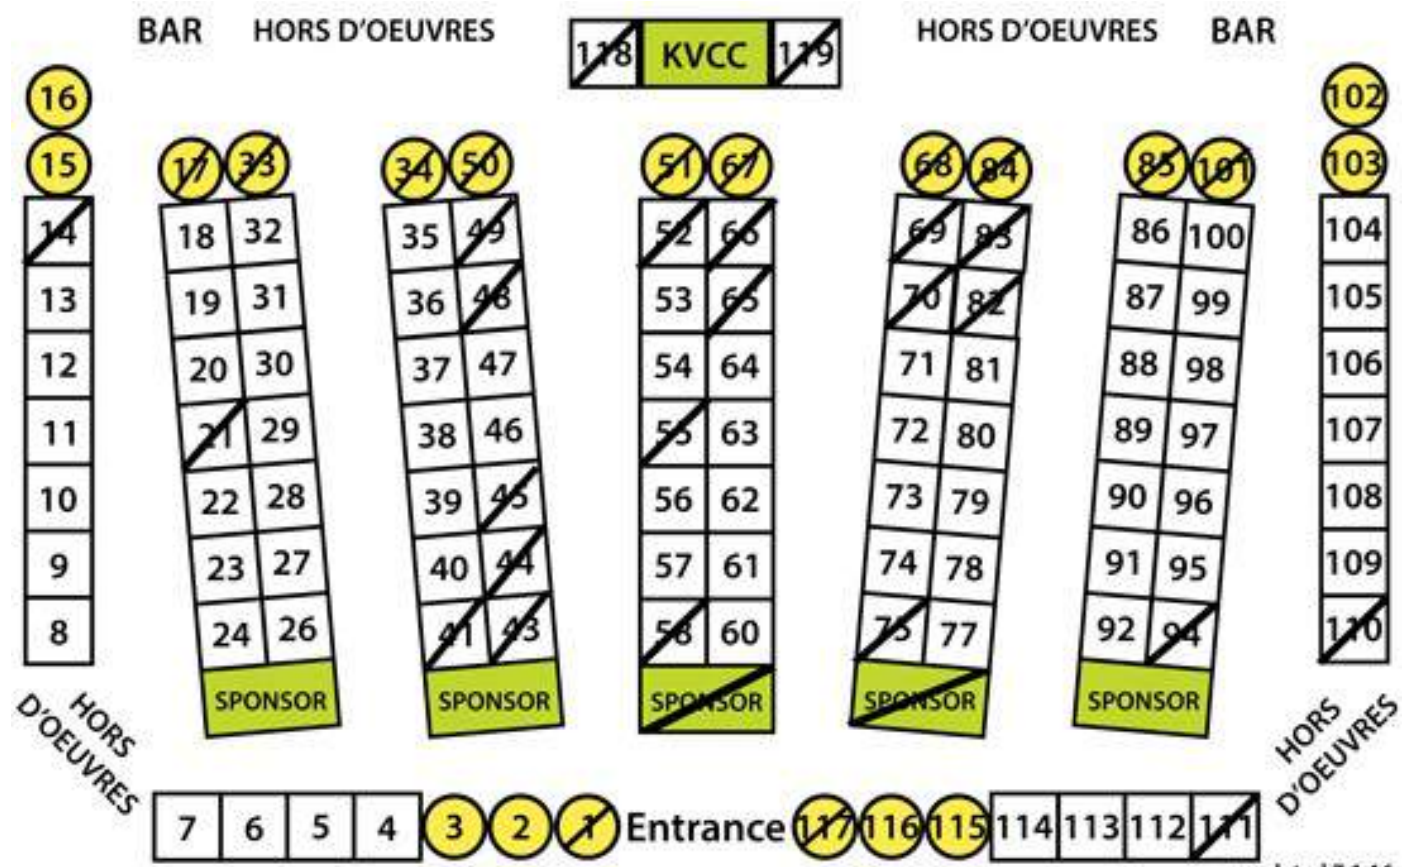 BAR HORS D'OEUVRES 118 KVCC 119 HORS D'OEUVRES BAR
16 102
15 17 33 34 50 51 67 68 84 85 101 103
14 18 32 35 49 52 66 69 83 86 100 104
13 19 31 36 48 53 65 70 82 87 99 105
12 20 30 37 47 54 64 71 81 88 98 106
11 21 29 38 46 55 63 72 80 89 97 107
10 22 28 39 45 56 62 73 79 90 96 108
9 23 27 40 44 57 61 74 78 91 95 109
8 24 26 41 43 58 60 75 77 92 94 110
SPONSOR SPONSOR SPONSOR SPONSOR SPONSOR
HORS
D'OEUVRES
HORS
D'OEUVRES
7 6 5 4 3 2 1 Entrance 117 116 115 114 113 112 111